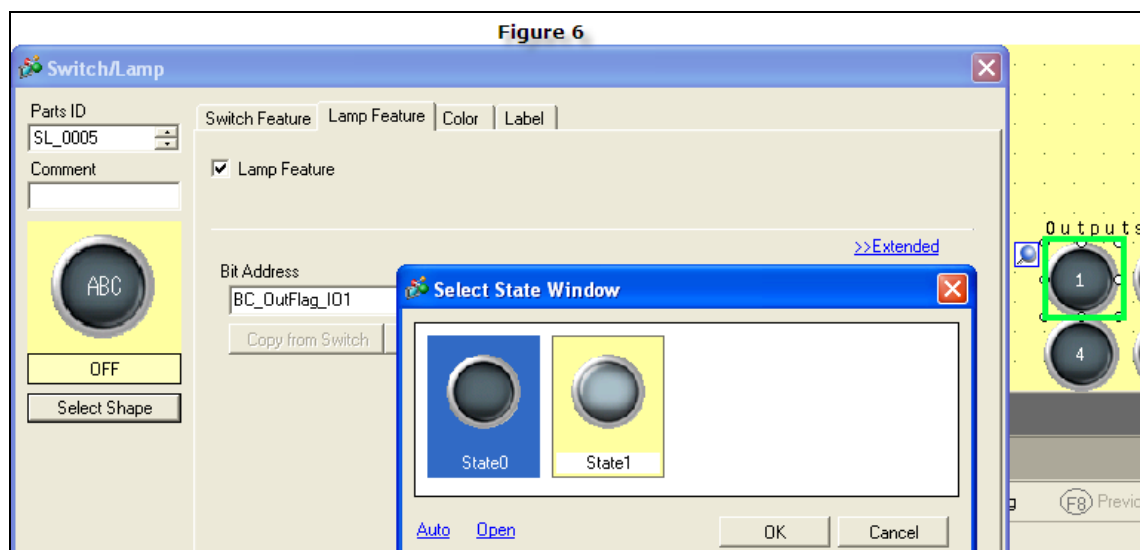 Figure 6
Switch/Lamp
Parts ID
SL_0005
Comment
Switch Feature
Lamp Feature
Color
Label
Lamp Feature
>>Extended
Bit Address
BC_OutFlag_IO1
Copy from Switch
ABC
OFF
Select Shape
Select State Window
State0
State1
Auto
Open
OK
Cancel
Outputs
1
4
g
F8 Previo